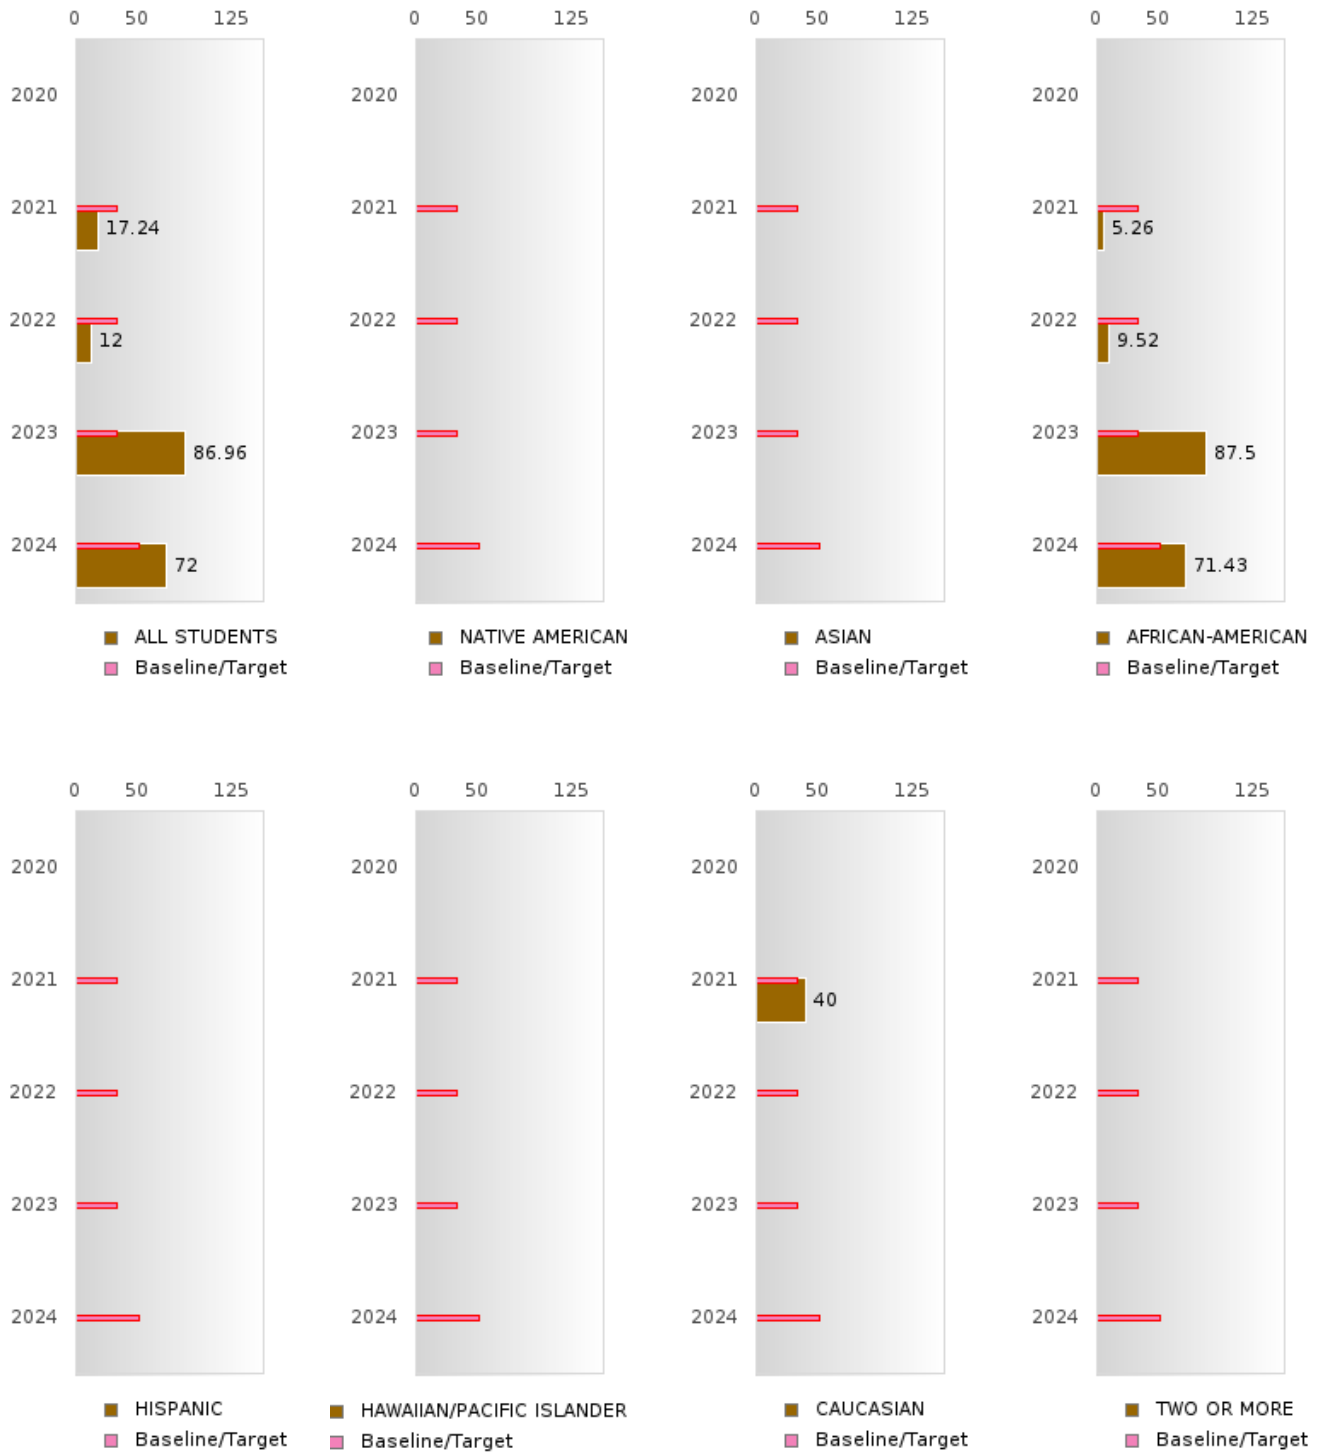 0 50 125 0 50 125 0 50 125 0 50 125
2020 2020 2020 2020
2021 2021 2021 2021
17.24 5.26
2022 2022 2022 2022
12 9.52
2023 2023 2023 2023
86.96 87.5
2024 2024 2024 2024
72 71.43
ALL STUDENTS NATIVE AMERICAN ASIAN AFRICAN-AMERICAN
Baseline/Target Baseline/Target Baseline/Target Baseline/Target
0 50 125 0 50 125 0 50 125 0 50 125
2020 2020 2020 2020
2021 2021 2021 2021
40
2022 2022 2022 2022
2023 2023 2023 2023
2024 2024 2024 2024
HISPANIC HAWAIIAN/PACIFIC ISLANDER CAUCASIAN TWO OR MORE
Baseline/Target Baseline/Target Baseline/Target Baseline/Target